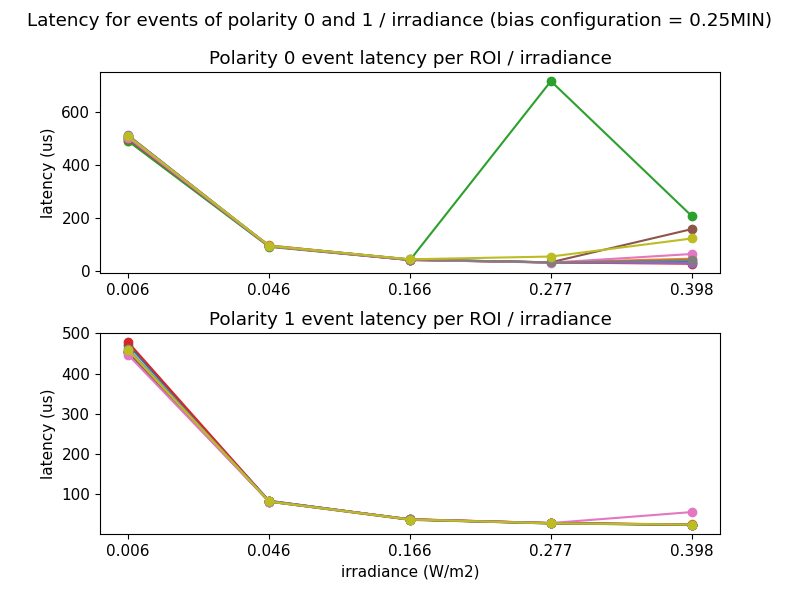 Latency for events of polarity 0 and 1 / irradiance (bias configuration = 0.25MIN)
Polarity 0 event latency per ROI / irradiance
latency (us)
600
400
200
0
0.006 0.046 0.166 0.277 0.398
Polarity 1 event latency per ROI / irradiance
latency (us)
500
400
300
200
100
0.006 0.046 0.166 0.277 0.398
irradiance (W/m2)